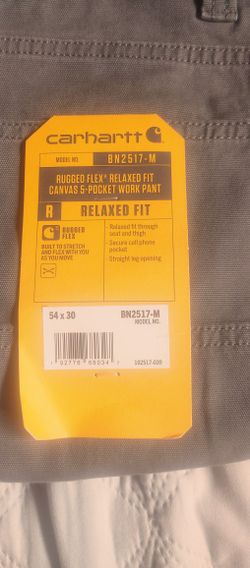 carhartt
MODEL NO. BN2517-M
RUGGED FLEX® RELAXED FIT
CANVAS 5-POCKET WORK PANT
R RELAXED FIT
RUGGED
FLEX
BUILT TO STRETCH
AND FLEX WITH YOU
AS YOU MOVE
- Relaxed fit through
seat and thigh
- Secure cell phone
pocket
- Straight leg opening
54 x 30
BN2517-M
MODEL NO.
102517-039